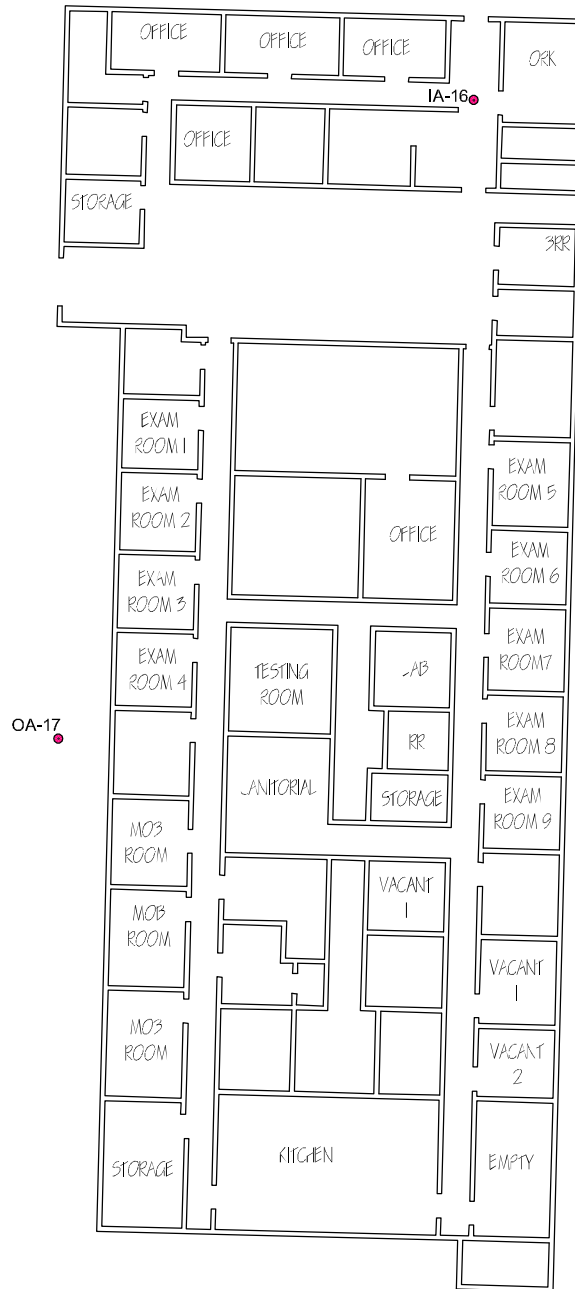 OFFICE
OFFICE
OFFICE
ORK
IA-16
OFFICE
STORAGE
3RR
EXAM
ROOM 1
EXAM
ROOM 2
EXAM
ROOM 3
EXAM
ROOM 4
OFFICE
EXAM
ROOM 5
EXAM
ROOM 6
EXAM
ROOM7
EXAM
ROOM 8
EXAM
ROOM 9
TESTING
ROOM
AB
RR
STORAGE
JANITORIAL
OA-17
MO3
ROOM
MOB
ROOM
MO3
ROOM
STORAGE
VACANT
1
VACANT
1
VACANT
2
KITCHEN
EMPTY